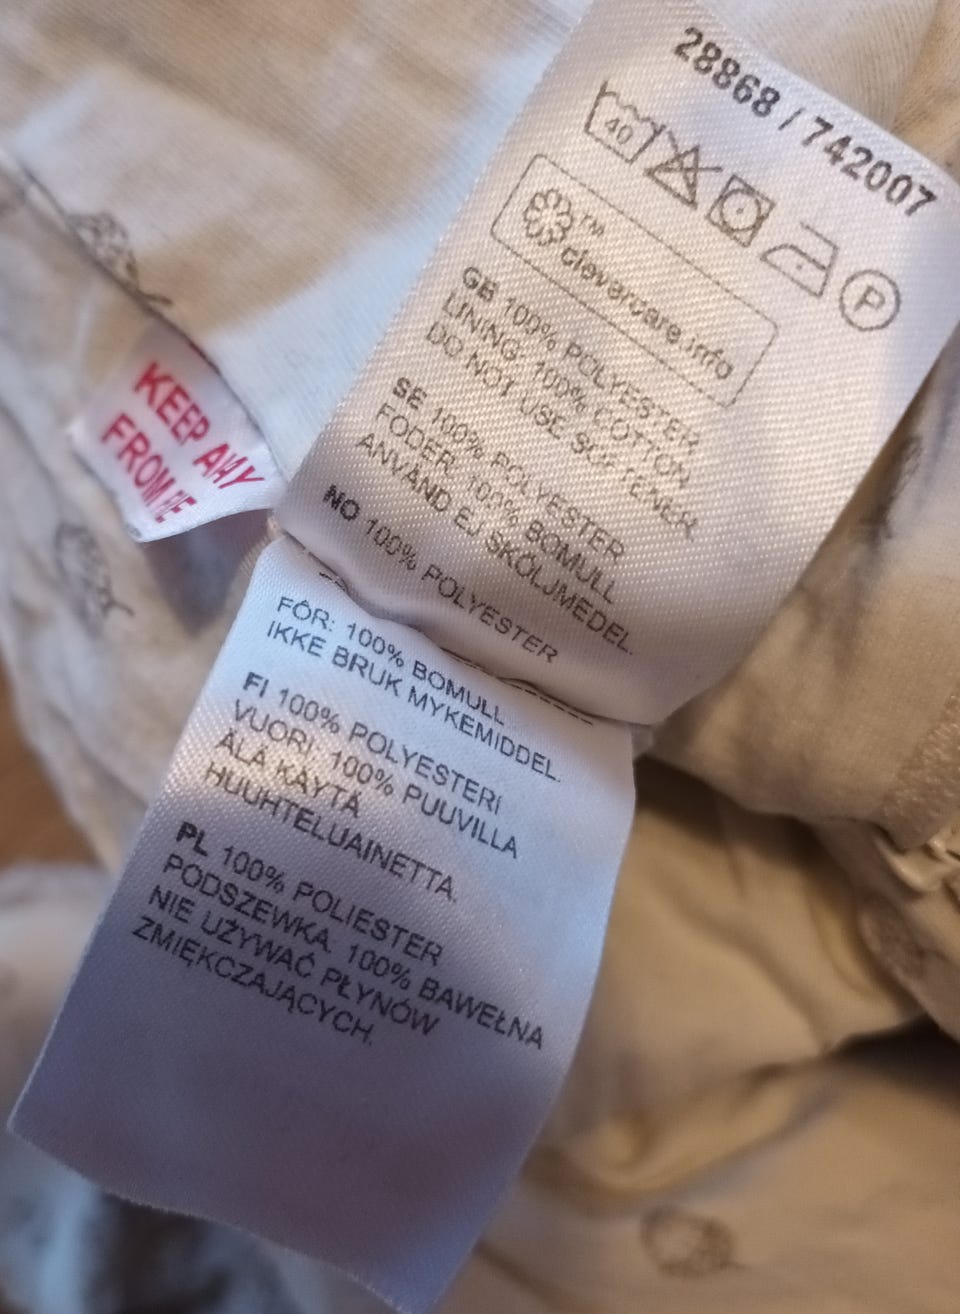 28868 / 742007
40
P
™
clevercare.info
GB 100% POLYESTER
LINING: 100% COTTON
DO NOT USE SOFTENER
SE 100% POLYESTER
FODER: 100% BOMULL
ANVÄND EJ SKÖLJMEDEL.
NO 100% POLYESTER
FÔR: 100% BOMULL
IKKE BRUK MYKEMIDDEL.
FI 100% POLYESTERI
VUORI: 100% PUUVILLA
ÄLÄ KÄYTÄ
HUUHTELUAINETTA.
PL 100% POLIESTER
PODSZEWKA: 100% BAWEŁNA
NIE UŻYWAĆ PŁYNÓW
ZMIĘKCZAJĄCYCH.
KEEP AWAY
FROM